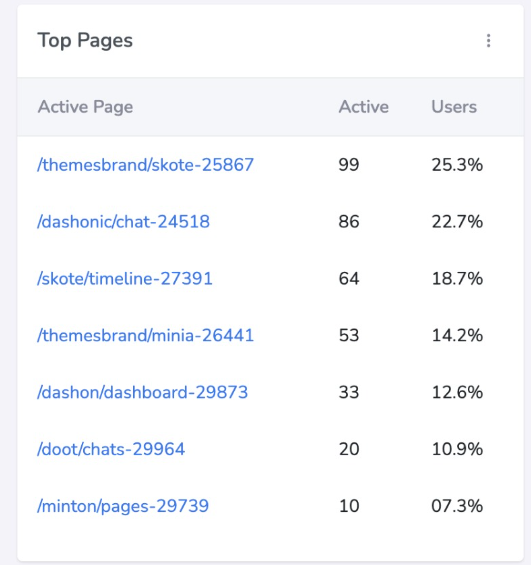 Top Pages
Active Page Active Users
/themesbrand/skote-25867 99 25.3%
/dashonic/chat-24518 86 22.7%
/skote/timeline-27391 64 18.7%
/themesbrand/minia-26441 53 14.2%
/dashon/dashboard-29873 33 12.6%
/doot/chats-29964 20 10.9%
/minton/pages-29739 10 07.3%